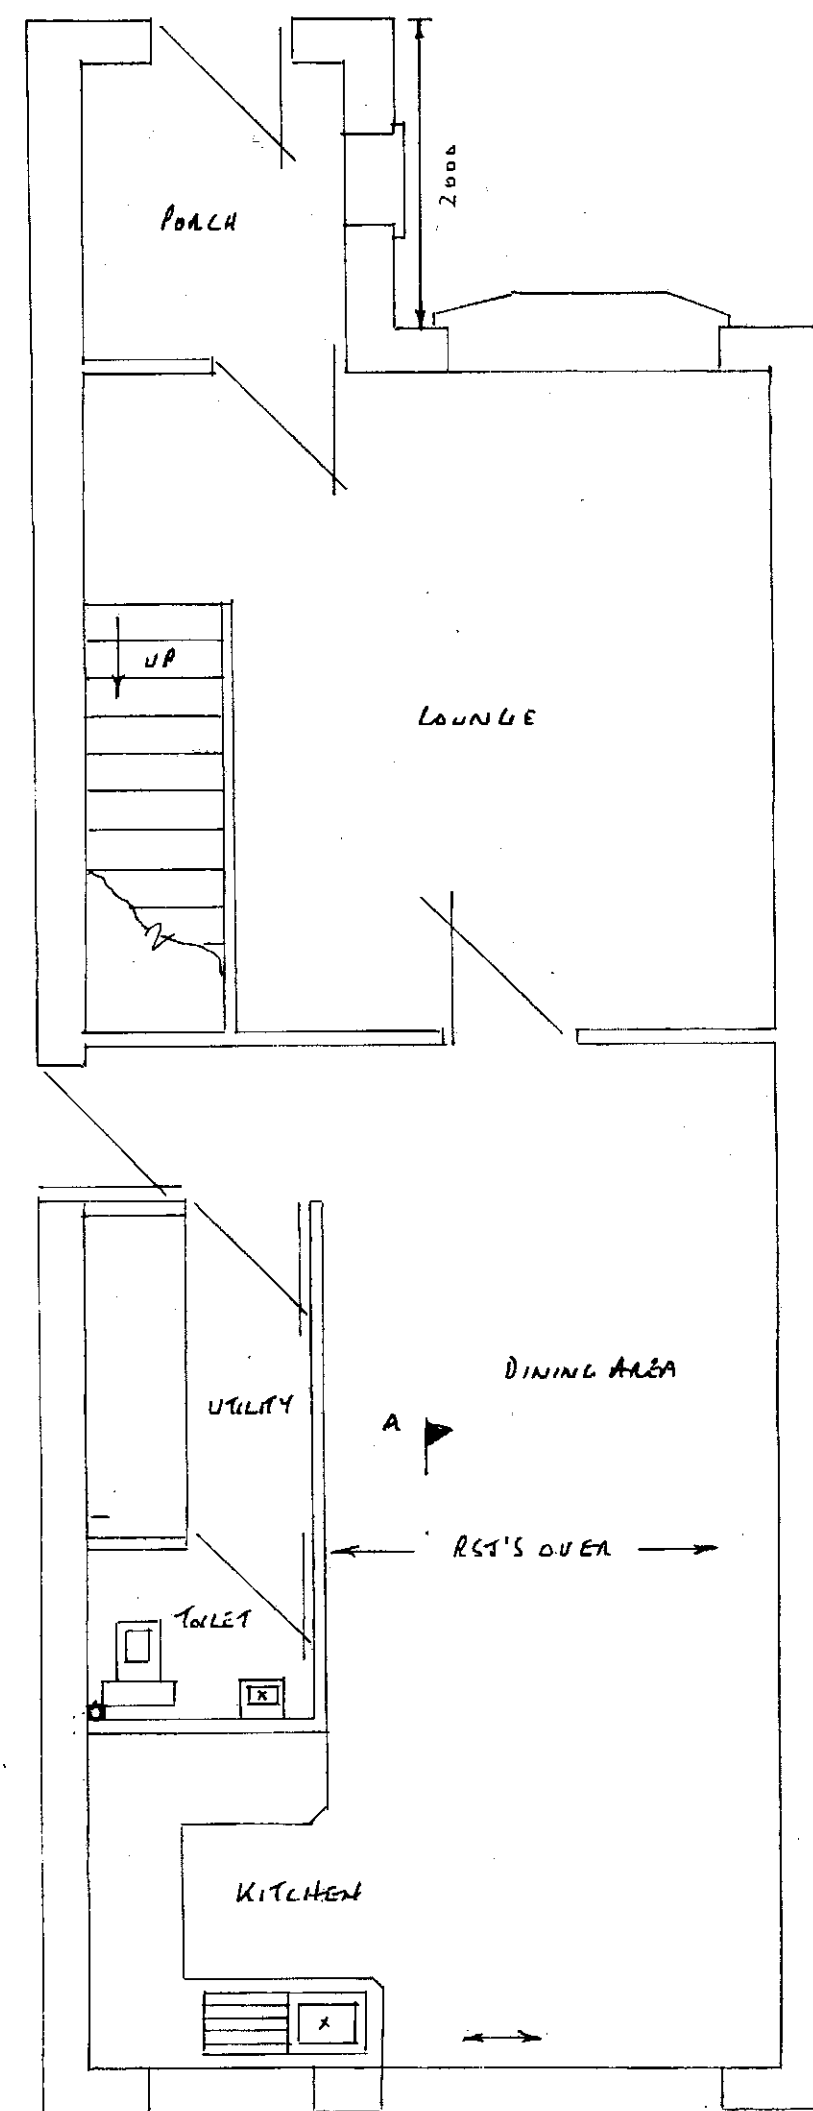 2000
PORCH
UP
LOUNGE
DINING AREA
UTILITY
A
RSJ'S OVER
TOILET
KITCHEN